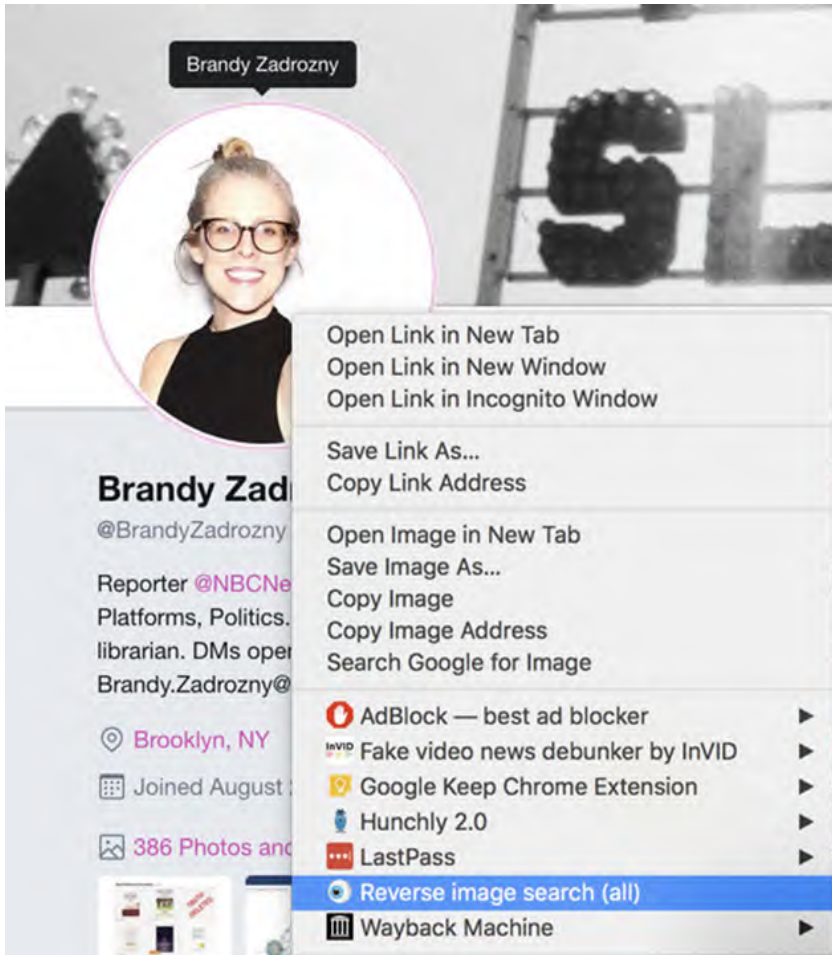 Brandy Zadrozny
SL
Brandy Zad
@BrandyZadrozny
Reporter @NBCNe
Platforms, Politics.
librarian. DMs oper
Brandy.Zadrozny@
Brooklyn, NY
Joined August
386 Photos and
Open Link in New Tab
Open Link in New Window
Open Link in Incognito Window
Save Link As...
Copy Link Address
Open Image in New Tab
Save Image As...
Copy Image
Copy Image Address
Search Google for Image
AdBlock — best ad blocker
InVID Fake video news debunker by InVID
Google Keep Chrome Extension
Hunchly 2.0
LastPass
Reverse image search (all)
Wayback Machine